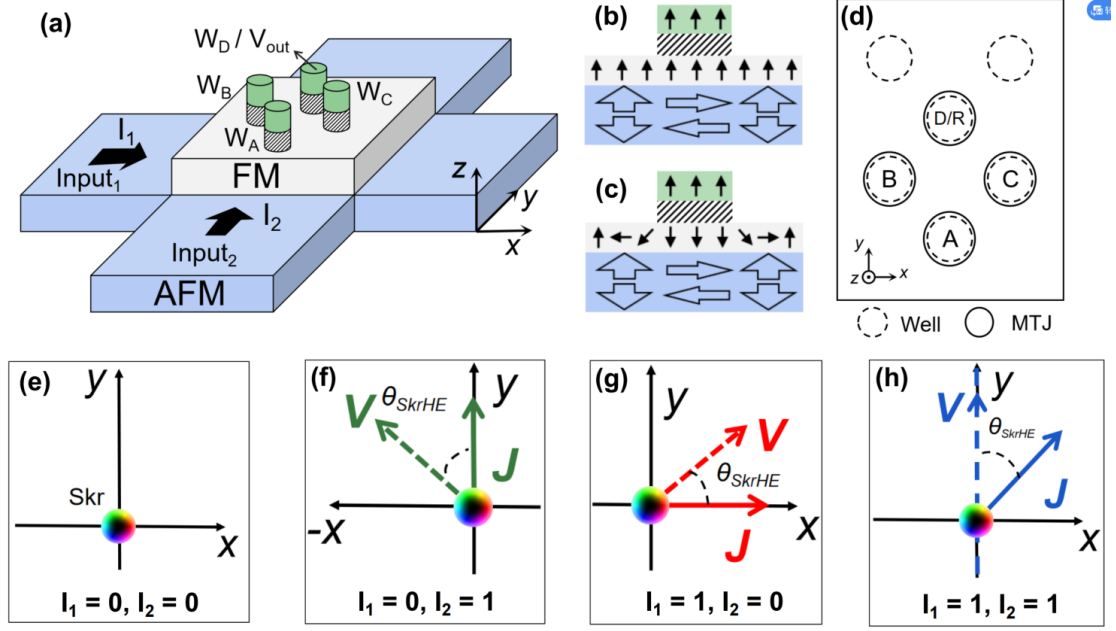 (a)
W_D / V_out
W_B
W_C
W_A
I_1
Input_1
FM
I_2
Input_2
AFM
z
y
x
(b)
(c)
(d)
D/R
B
C
A
y
z
x
Well
MTJ
(e)
y
Skr
x
I_1 = 0, I_2 = 0
(f)
y
V
θ_SkrHE
J
-x
I_1 = 0, I_2 = 1
(g)
y
V
θ_SkrHE
x
J
I_1 = 1, I_2 = 0
(h)
y
V
θ_SkrHE
J
x
I_1 = 1, I_2 = 1